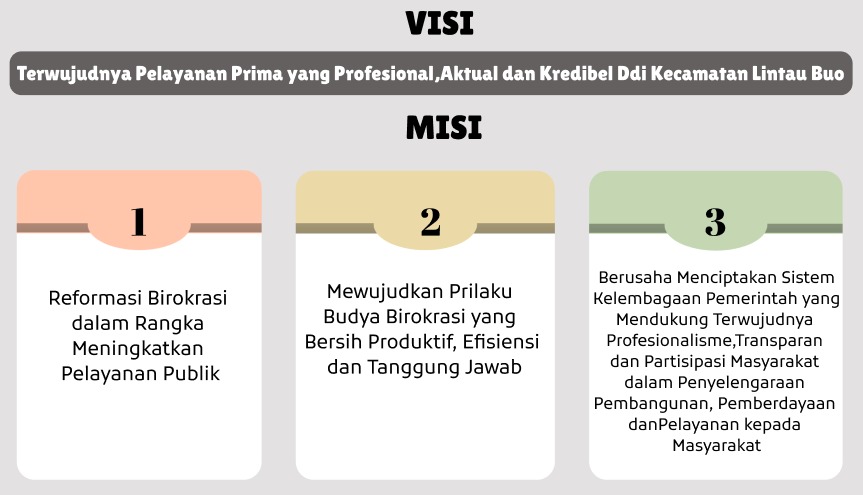 VISI
Terwujudnya Pelayanan Prima yang Profesional,Aktual dan Kredibel Ddi Kecamatan Lintau Buo
MISI
1
Reformasi Birokrasi
dalam Rangka
Meningkatkan
Pelayanan Publik
2
Mewujudkan Prilaku
Budya Birokrasi yang
Bersih Produktif, Efisiensi
dan Tanggung Jawab
3
Berusaha Menciptakan Sistem
Kelembagaan Pemerintah yang
Mendukung Terwujudnya
Profesionalisme,Transparan
dan Partisipasi Masyarakat
dalam Penyelengaraan
Pembangunan, Pemberdayaan
danPelayanan kepada
Masyarakat